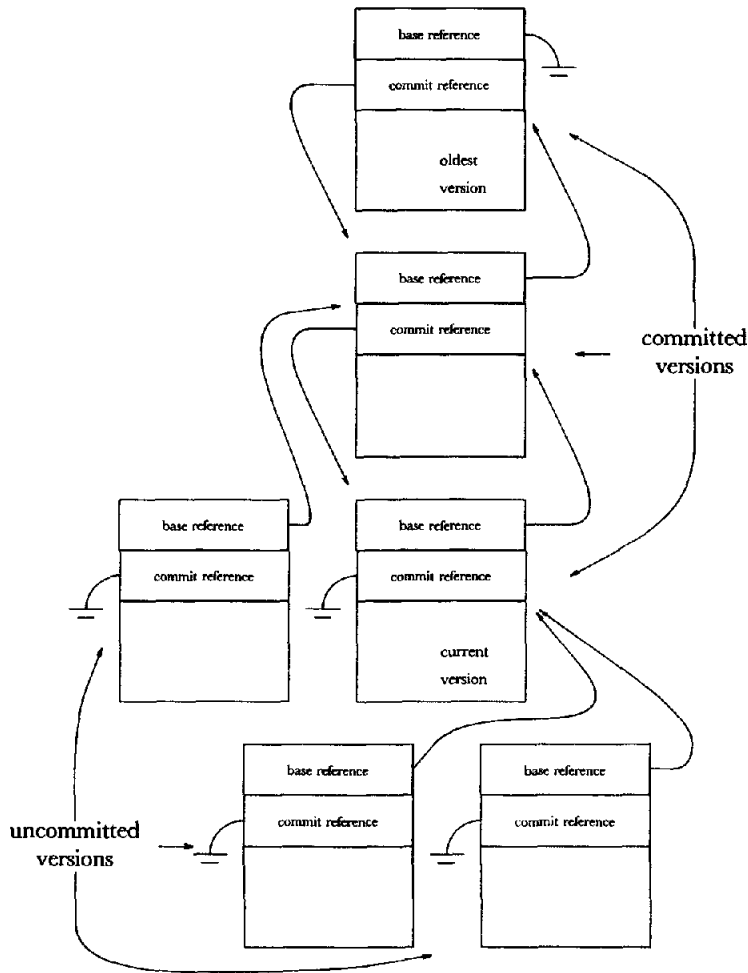 base reference
commit reference
oldest
version
base reference
commit reference
committed
versions
base reference
commit reference
base reference
commit reference
current
version
base reference
commit reference
base reference
commit reference
uncommitted
versions